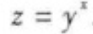 z = y^x